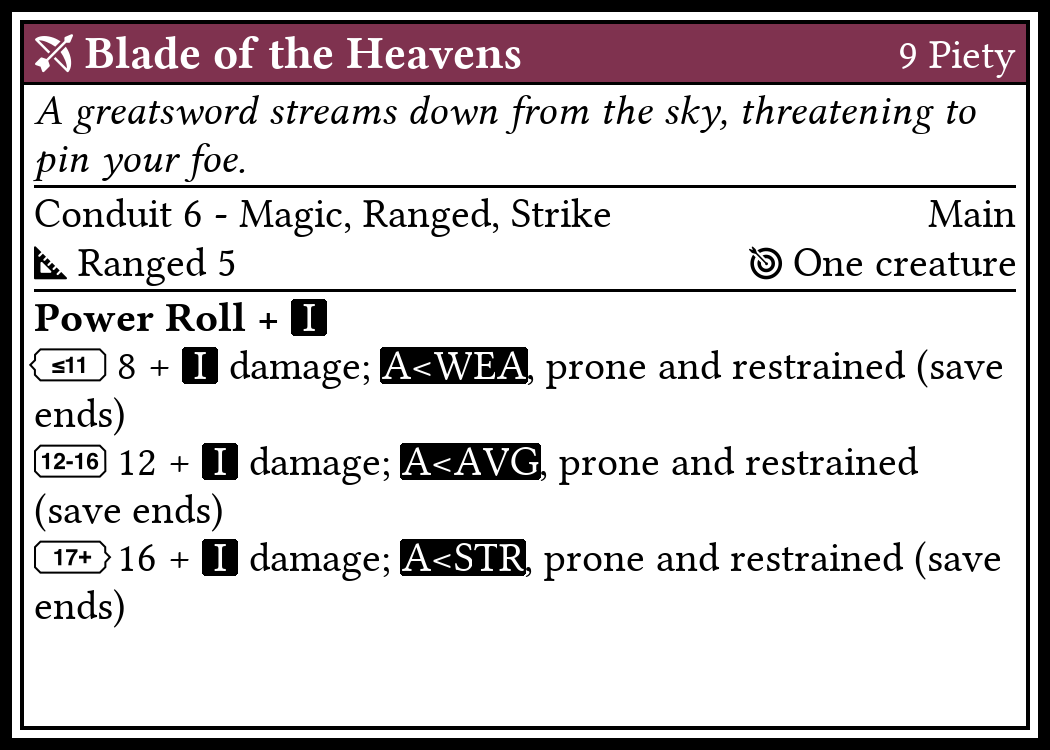 Blade of the Heavens 9 Piety
A greatsword streams down from the sky, threatening to
pin your foe.
Conduit 6 - Magic, Ranged, Strike Main
Ranged 5 One creature
Power Roll + I
≤11 8 + I damage; A<WEA, prone and restrained (save
ends)
12-16 12 + I damage; A<AVG, prone and restrained
(save ends)
17+ 16 + I damage; A<STR, prone and restrained (save
ends)